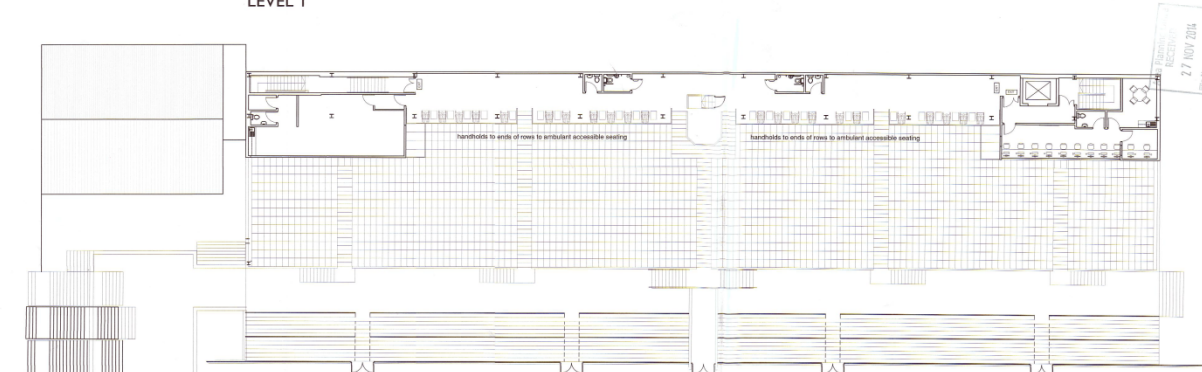 LEVEL 1
RECEIVED
27 NOV 2014
handholds to ends of rows to ambulant accessible seating
handholds to ends of rows to ambulant accessible seating